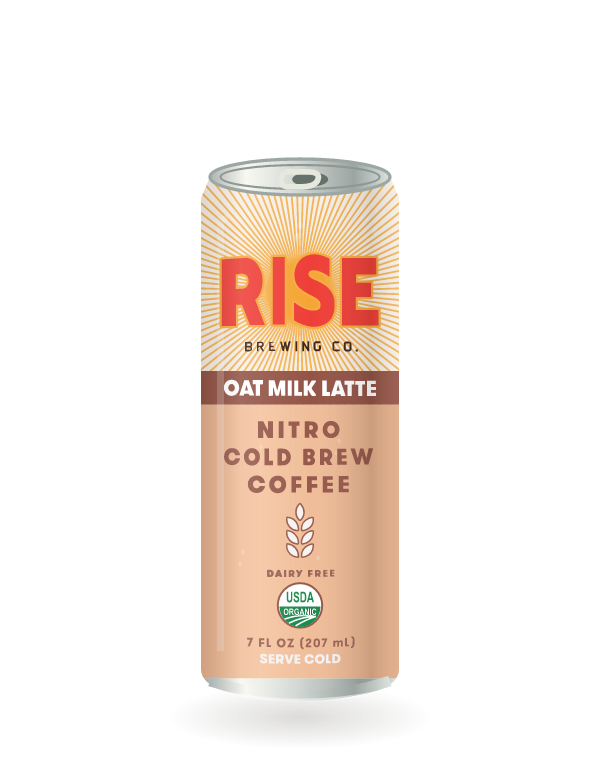 RISE
BREWING CO.
OAT MILK LATTE
NITRO
COLD BREW
COFFEE
DAIRY FREE
USDA
ORGANIC
7 FL OZ (207 mL)
SERVE COLD